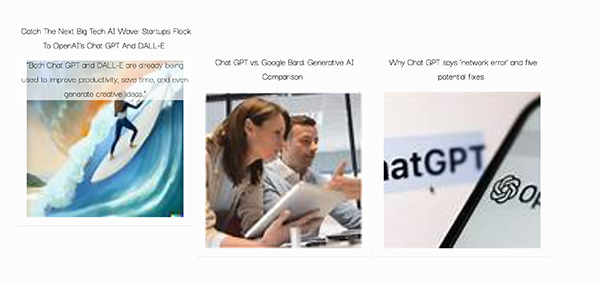 Catch The Next Big Tech AI Wave: Startups Flock
To OpenAI's Chat GPT And DALL-E
"Both Chat GPT and DALL-E are already being
used to improve productivity, save time, and even
generate creative ideas."
Chat GPT vs. Google Bard: Generative AI
Comparison
Why Chat GPT says 'network error' and five
potential fixes
hatGPT
Op